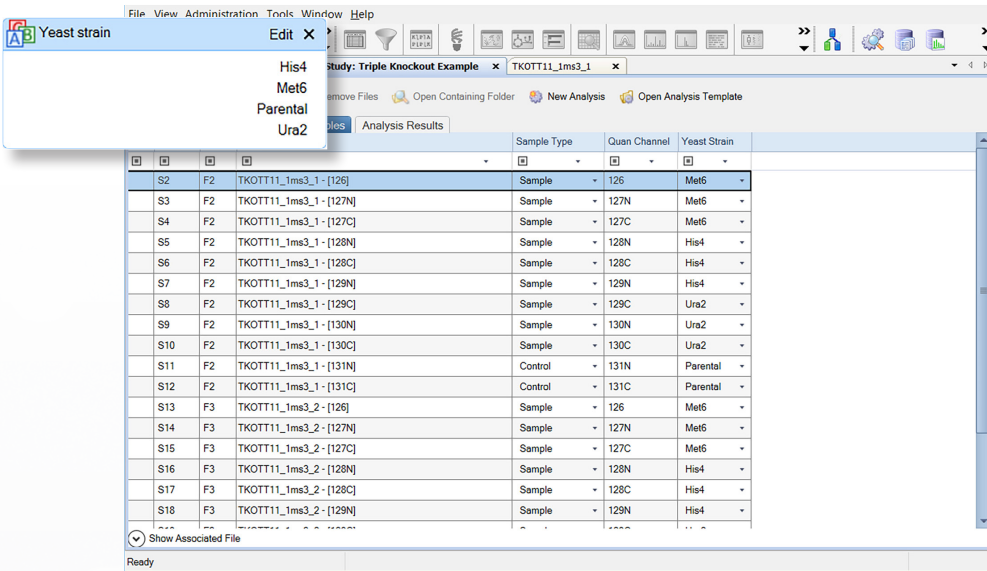 File View Administration Tools Window Help
Yeast strain Edit
His4
Met6
Parental
Ura2
Study: Triple Knockout Example TKOTT11_1ms3_1
Files Open Containing Folder New Analysis Open Analysis Template
Analysis Results
Sample Type Quan Channel Yeast Strain
S2 F2 TKOTT11_1ms3_1 - [126] Sample 126 Met6
S3 F2 TKOTT11_1ms3_1 - [127N] Sample 127N Met6
S4 F2 TKOTT11_1ms3_1 - [127C] Sample 127C Met6
S5 F2 TKOTT11_1ms3_1 - [128N] Sample 128N His4
S6 F2 TKOTT11_1ms3_1 - [128C] Sample 128C His4
S7 F2 TKOTT11_1ms3_1 - [129N] Sample 129N His4
S8 F2 TKOTT11_1ms3_1 - [129C] Sample 129C Ura2
S9 F2 TKOTT11_1ms3_1 - [130N] Sample 130N Ura2
S10 F2 TKOTT11_1ms3_1 - [130C] Sample 130C Ura2
S11 F2 TKOTT11_1ms3_1 - [131N] Control 131N Parental
S12 F2 TKOTT11_1ms3_1 - [131C] Control 131C Parental
S13 F3 TKOTT11_1ms3_2 - [126] Sample 126 Met6
S14 F3 TKOTT11_1ms3_2 - [127N] Sample 127N Met6
S15 F3 TKOTT11_1ms3_2 - [127C] Sample 127C Met6
S16 F3 TKOTT11_1ms3_2 - [128N] Sample 128N His4
S17 F3 TKOTT11_1ms3_2 - [128C] Sample 128C His4
S18 F3 TKOTT11_1ms3_2 - [129N] Sample 129N His4
Show Associated File
Ready